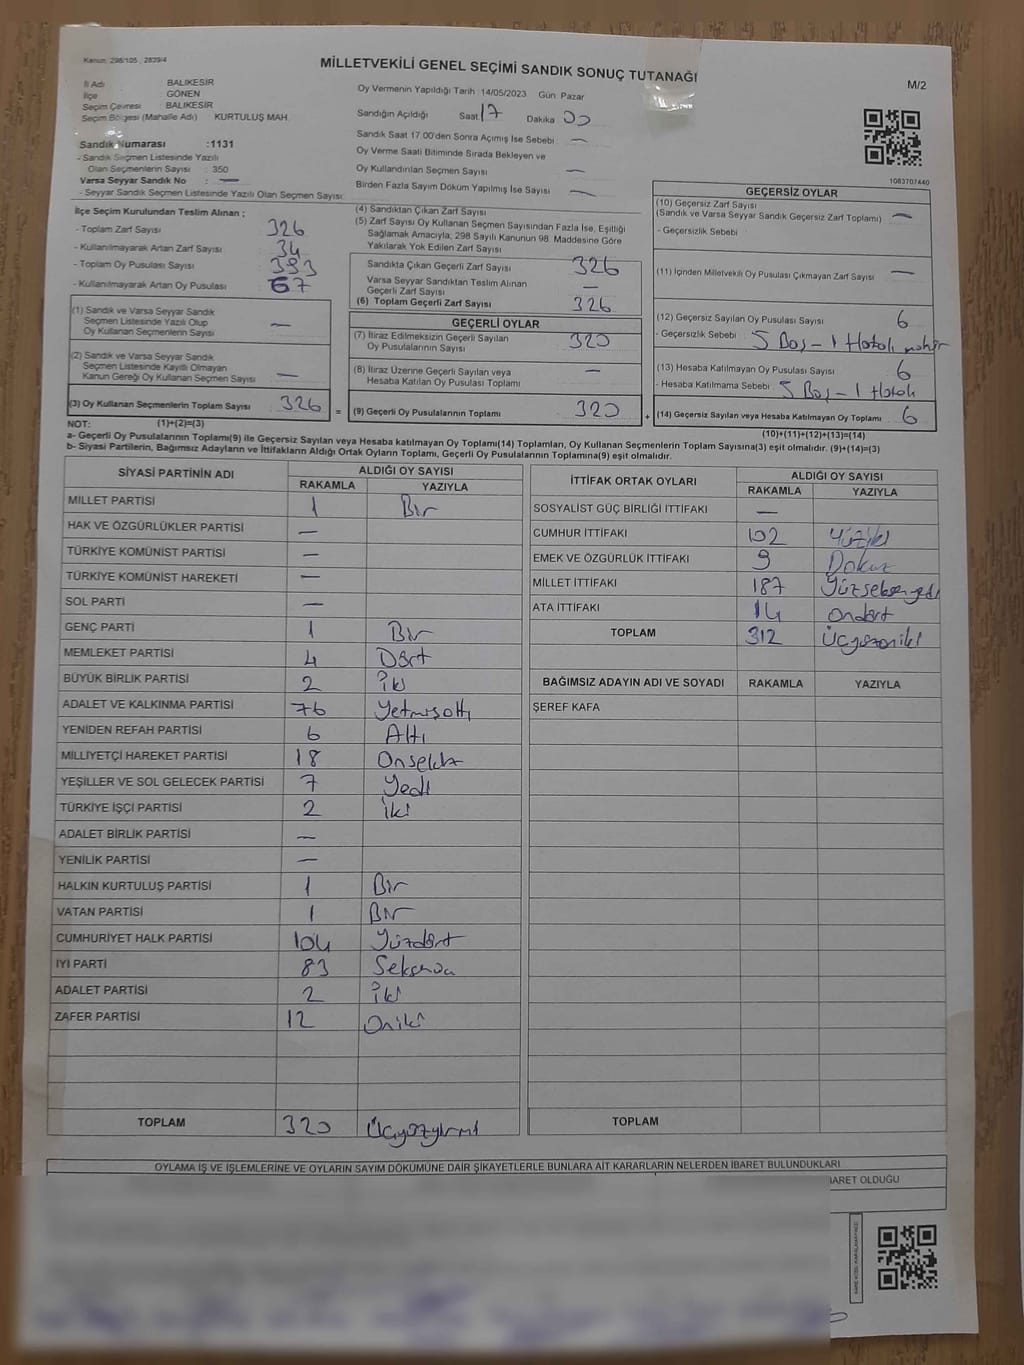 Kanun: 298/105 , 2839/4
MİLLETVEKİLİ GENEL SEÇİMİ SANDIK SONUÇ TUTANAĞI
M/2
İl Adı : BALIKESİR
İlçe : GÖNEN
Seçim Çevresi : BALIKESİR
Seçim Bölgesi (Mahalle Adı) KURTULUŞ MAH.
Sandık Numarası :1131
- Sandık Seçmen Listesinde Yazılı
Olan Seçmenlerin Sayısı : 350
Varsa Seyyar Sandık No : —
- Seyyar Sandık Seçmen Listesinde Yazılı Olan Seçmen Sayısı:
Oy Vermenin Yapıldığı Tarih :14/05/2023 Gün: Pazar
Sandığın Açıldığı Saat 17 Dakika 00
Sandık Saat 17.00'den Sonra Açımış İse Sebebi : —
Oy Verme Saati Bitiminde Sırada Bekleyen ve
Oy Kullandırılan Seçmen Sayısı —
Birden Fazla Sayım Döküm Yapılmış İse Sayısı —
1083707440
İlçe Seçim Kurulundan Teslim Alınan ;
- Toplam Zarf Sayısı : 326
- Kullanılmayarak Artan Zarf Sayısı : 34
- Toplam Oy Pusulası Sayısı : 393
- Kullanılmayarak Artan Oy Pusulası : 67
(1) Sandık ve Varsa Seyyar Sandık
Seçmen Listesinde Yazılı Olup
Oy Kullanan Seçmenlerin Sayısı —
(2) Sandık ve Varsa Seyyar Sandık
Seçmen Listesinde Kayıtlı Olmayan
Kanun Gereği Oy Kullanan Seçmen Sayısı —
(3) Oy Kullanan Seçmenlerin Toplam Sayısı 326 =
(4) Sandıktan Çıkan Zarf Sayısı
(5) Zarf Sayısı Oy Kullanan Seçmen Sayısından Fazla İse, Eşitliği
Sağlamak Amacıyla, 298 Sayılı Kanunun 98. Maddesine Göre
Yakılarak Yok Edilen Zarf Sayısı
Sandıkta Çıkan Geçerli Zarf Sayısı 326
Varsa Seyyar Sandıktan Teslim Alınan
Geçerli Zarf Sayısı —
(6) Toplam Geçerli Zarf Sayısı 326
GEÇERLİ OYLAR
(7) İtiraz Edilmeksizin Geçerli Sayılan
Oy Pusulalarının Sayısı 320
(8) İtiraz Üzerine Geçerli Sayılan veya
Hesaba Katılan Oy Pusulası Toplamı —
(9) Geçerli Oy Pusulalarının Toplamı 320 +
GEÇERSİZ OYLAR
(10) Geçersiz Zarf Sayısı
(Sandık ve Varsa Seyyar Sandık Geçersiz Zarf Toplamı) —
- Geçersizlik Sebebi
(11) İçinden Milletvekili Oy Pusulası Çıkmayan Zarf Sayısı —
(12) Geçersiz Sayılan Oy Pusulası Sayısı 6
- Geçersizlik Sebebi : 5 Boş - 1 Hatalı
(13) Hesaba Katılmayan Oy Pusulası Sayısı 6
- Hesaba Katılmama Sebebi : 5 Boş - 1 Hatalı
(14) Geçersiz Sayılan veya Hesaba Katılmayan Oy Toplamı 6
NOT: (1)+(2)=(3) (10)+(11)+(12)+(13)=(14)
a- Geçerli Oy Pusulalarının Toplamı(9) ile Geçersiz Sayılan veya Hesaba katılmayan Oy Toplamı(14) Toplamları, Oy Kullanan Seçmenlerin Toplam Sayısına(3) eşit olmalıdır. (9)+(14)=(3)
b- Siyasi Partilerin, Bağımsız Adayların ve İttifakların Aldığı Ortak Oyların Toplamı, Geçerli Oy Pusulalarının Toplamına(9) eşit olmalıdır.
SİYASİ PARTİNİN ADI ALDIĞI OY SAYISI
RAKAMLA YAZIYLA
MİLLET PARTİSİ 1 Bir
HAK VE ÖZGÜRLÜKLER PARTİSİ —
TÜRKİYE KOMÜNİST PARTİSİ —
TÜRKİYE KOMÜNİST HAREKETİ —
SOL PARTİ —
GENÇ PARTİ 1 Bir
MEMLEKET PARTİSİ 4 Dört
BÜYÜK BİRLİK PARTİSİ 2 iki
ADALET VE KALKINMA PARTİSİ 76 Yetmişaltı
YENİDEN REFAH PARTİSİ 6 Altı
MİLLİYETÇİ HAREKET PARTİSİ 18 Onsekiz
YEŞİLLER VE SOL GELECEK PARTİSİ 7 Yedi
TÜRKİYE İŞÇİ PARTİSİ 2 iki
ADALET BİRLİK PARTİSİ —
YENİLİK PARTİSİ —
HALKIN KURTULUŞ PARTİSİ 1 Bir
VATAN PARTİSİ 1 Bir
CUMHURİYET HALK PARTİSİ 104 Yüzdört
İYİ PARTİ 83 Seksenüç
ADALET PARTİSİ 2 iki
ZAFER PARTİSİ 12 Oniki
TOPLAM 320 Üçyüzyirmi
İTTİFAK ORTAK OYLARI ALDIĞI OY SAYISI
RAKAMLA YAZIYLA
SOSYALİST GÜÇ BİRLİĞİ İTTİFAKI —
CUMHUR İTTİFAKI 102 Yüziki
EMEK VE ÖZGÜRLÜK İTTİFAKI 9 Dokuz
MİLLET İTTİFAKI 187 Yüzseksenyedi
ATA İTTİFAKI 14 Ondört
TOPLAM 312 Üçyüzoniki
BAĞIMSIZ ADAYIN ADI VE SOYADI RAKAMLA YAZIYLA
ŞEREF KAFA
TOPLAM
OYLAMA İŞ VE İŞLEMLERİNE VE OYLARIN SAYIM DÖKÜMÜNE DAİR ŞİKAYETLERLE BUNLARA AİT KARARLARIN NELERDEN İBARET BULUNDUKLARI
BARET OLDUĞU